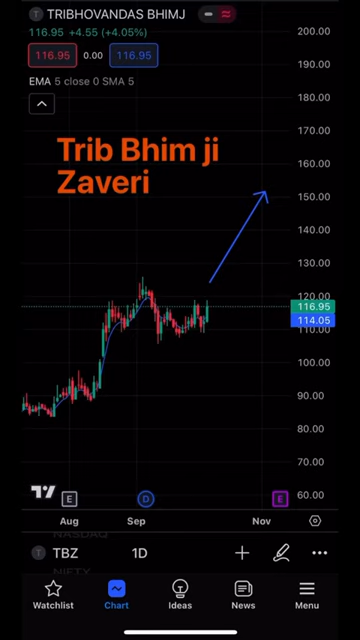 T TRIBHOVANDAS BHIMJ
116.95 +4.55 (+4.05%)
116.95 0.00 116.95
EMA 5 close 0 SMA 5
Trib Bhim ji
Zaveri
200.00
190.00
180.00
170.00
160.00
150.00
140.00
130.00
120.00
116.95
114.05
110.00
100.00
90.00
80.00
70.00
60.00
E D E
Aug Sep Nov
NASDAQ
T TBZ 1D
NIFTY
Watchlist Chart Ideas News Menu